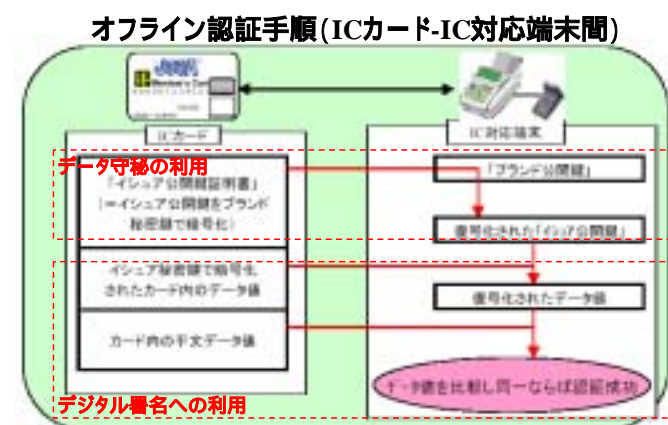 オフライン認証手順(ICカード-IC対応端末間)
ICカード
IC対応端末
データ守秘の利用
「イシュア公開鍵証明書」
(=イシュア公開鍵をブランド
秘密鍵で暗号化)
「ブランド公開鍵」
復号化された「イシュア公開鍵」
イシュア秘密鍵で暗号化
されたカード内のデータ値
復号化されたデータ値
カード内の平文データ値
データ値を比較し同一ならば認証成功
デジタル署名への利用